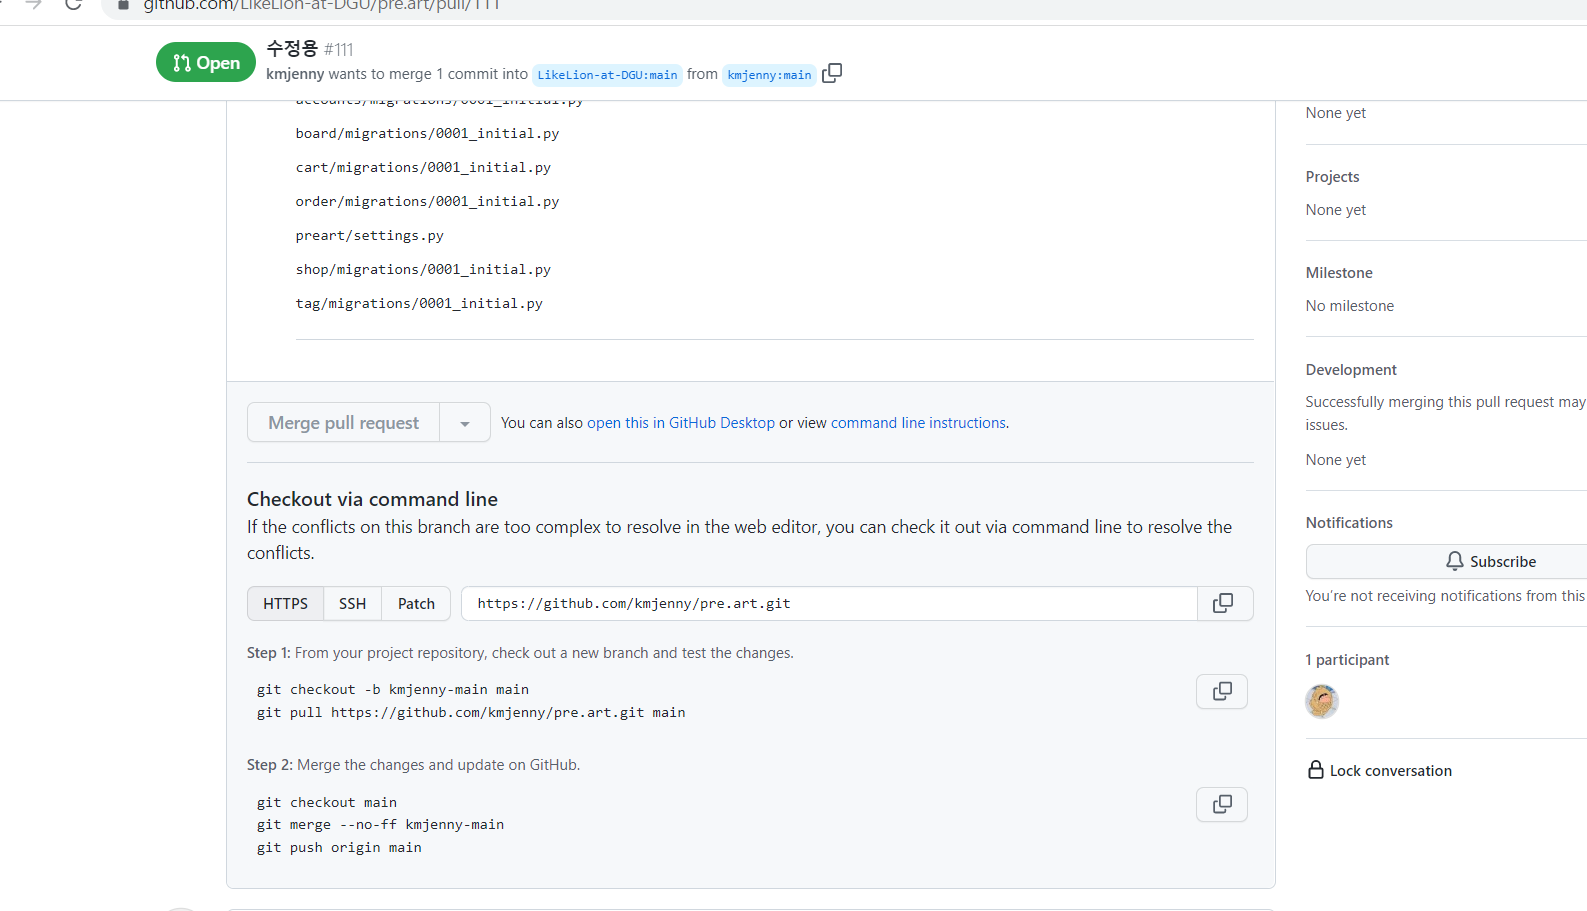 github.com/LikeLion-at-DGU/pre.art/pull/111
Open
수정용 #111
kmjenny wants to merge 1 commit into LikeLion-at-DGU:main from kmjenny:main
accounts/migrations/0001_initial.py
board/migrations/0001_initial.py
cart/migrations/0001_initial.py
order/migrations/0001_initial.py
preart/settings.py
shop/migrations/0001_initial.py
tag/migrations/0001_initial.py
Merge pull request
You can also open this in GitHub Desktop or view command line instructions.
Checkout via command line
If the conflicts on this branch are too complex to resolve in the web editor, you can check it out via command line to resolve the
conflicts.
HTTPS SSH Patch https://github.com/kmjenny/pre.art.git
Step 1: From your project repository, check out a new branch and test the changes.
git checkout -b kmjenny-main main
git pull https://github.com/kmjenny/pre.art.git main
Step 2: Merge the changes and update on GitHub.
git checkout main
git merge --no-ff kmjenny-main
git push origin main
None yet
Projects
None yet
Milestone
No milestone
Development
Successfully merging this pull request may
issues.
None yet
Notifications
Subscribe
You're not receiving notifications from this
1 participant
Lock conversation